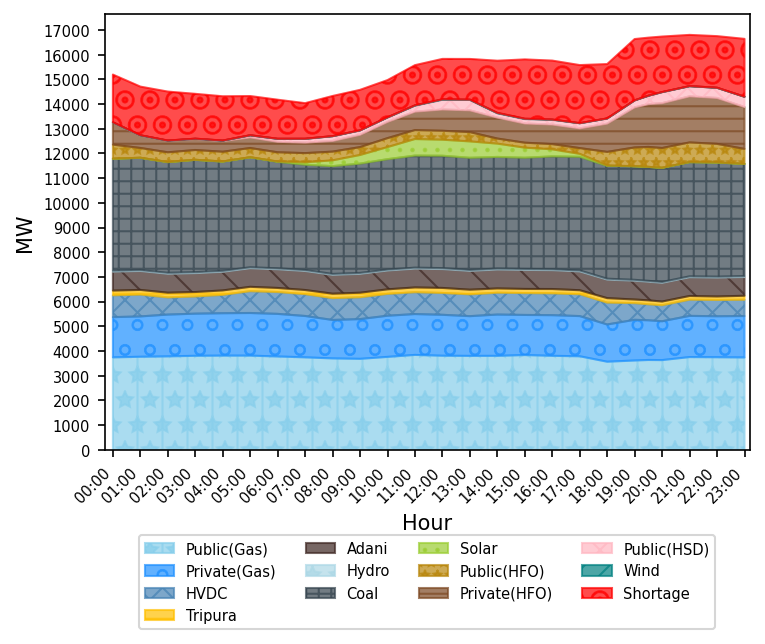 17000
16000
15000
14000
13000
12000
11000
10000
9000
8000
7000
6000
5000
4000
3000
2000
1000
0
MW
00:00 01:00 02:00 03:00 04:00 05:00 06:00 07:00 08:00 09:00 10:00 11:00 12:00 13:00 14:00 15:00 16:00 17:00 18:00 19:00 20:00 21:00 22:00 23:00
Hour
Public(Gas) Adani Solar Public(HSD)
Private(Gas) Hydro Public(HFO) Wind
HVDC Coal Private(HFO) Shortage
Tripura